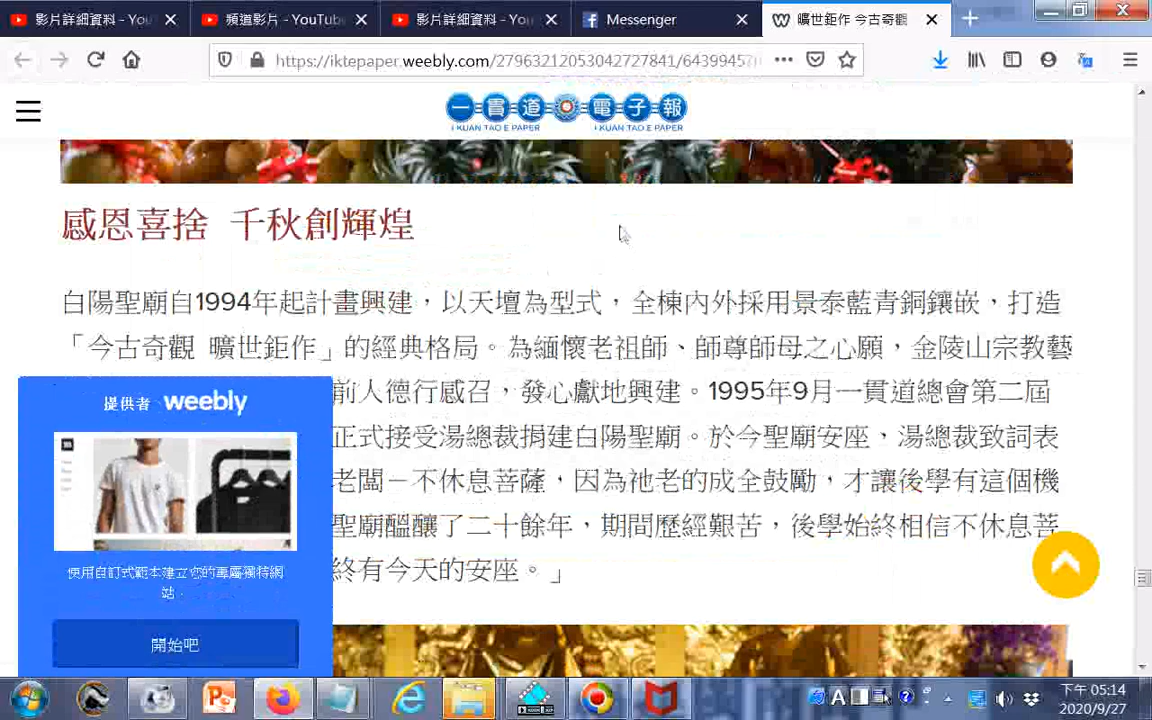 影片詳細資料 - You
頻道影片 - YouTube
影片詳細資料 - You
Messenger
曠世鉅作 今古奇觀
https://iktepaper.weebly.com/27963212053042727841/6439945
一貫道電子報
I KUAN TAO E PAPER I KUAN TAO E PAPER
感恩喜捨 千秋創輝煌
白陽聖廟自1994年起計畫興建，以天壇為型式，全棟內外採用景泰藍青銅鑲嵌，打造
「今古奇觀 曠世鉅作」的經典格局。為緬懷老祖師、師尊師母之心願，金陵山宗教藝
前人德行感召，發心獻地興建。1995年9月一貫道總會第二屆
正式接受湯總裁捐建白陽聖廟。於今聖廟安座，湯總裁致詞表
老闆－不休息菩薩，因為祂老的成全鼓勵，才讓後學有這個機
聖廟醞釀了二十餘年，期間歷經艱苦，後學始終相信不休息菩
終有今天的安座。」
提供者 weebly
使用自訂式範本建立您的專屬獨特網
站。
開始吧
下午 05:14
2020/9/27